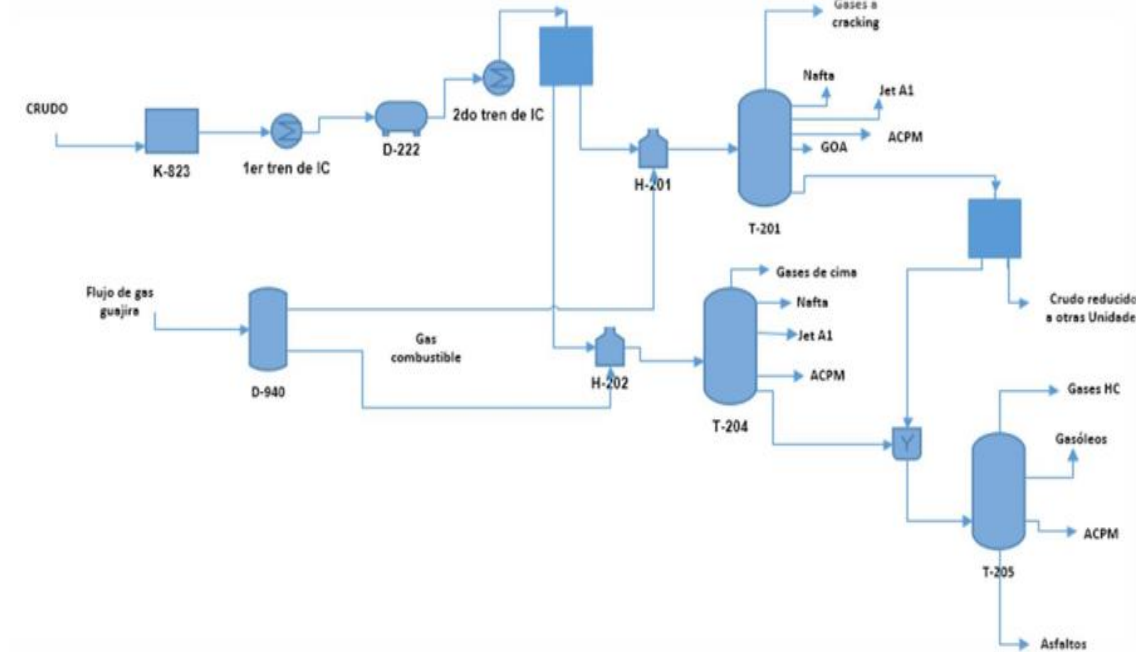 Gases a
cracking
Nafta
Jet A1
CRUDO
2do tren de IC
ACPM
GOA
D-222
K-823
1er tren de IC
H-201
T-201
Gases de cima
Flujo de gas
guajira
Nafta
Crudo reducido
a otras Unidade
Jet A1
Gas
combustible
ACPM
H-202
D-940
Gases HC
T-204
Y
Gasóleos
ACPM
T-205
Asfaltos